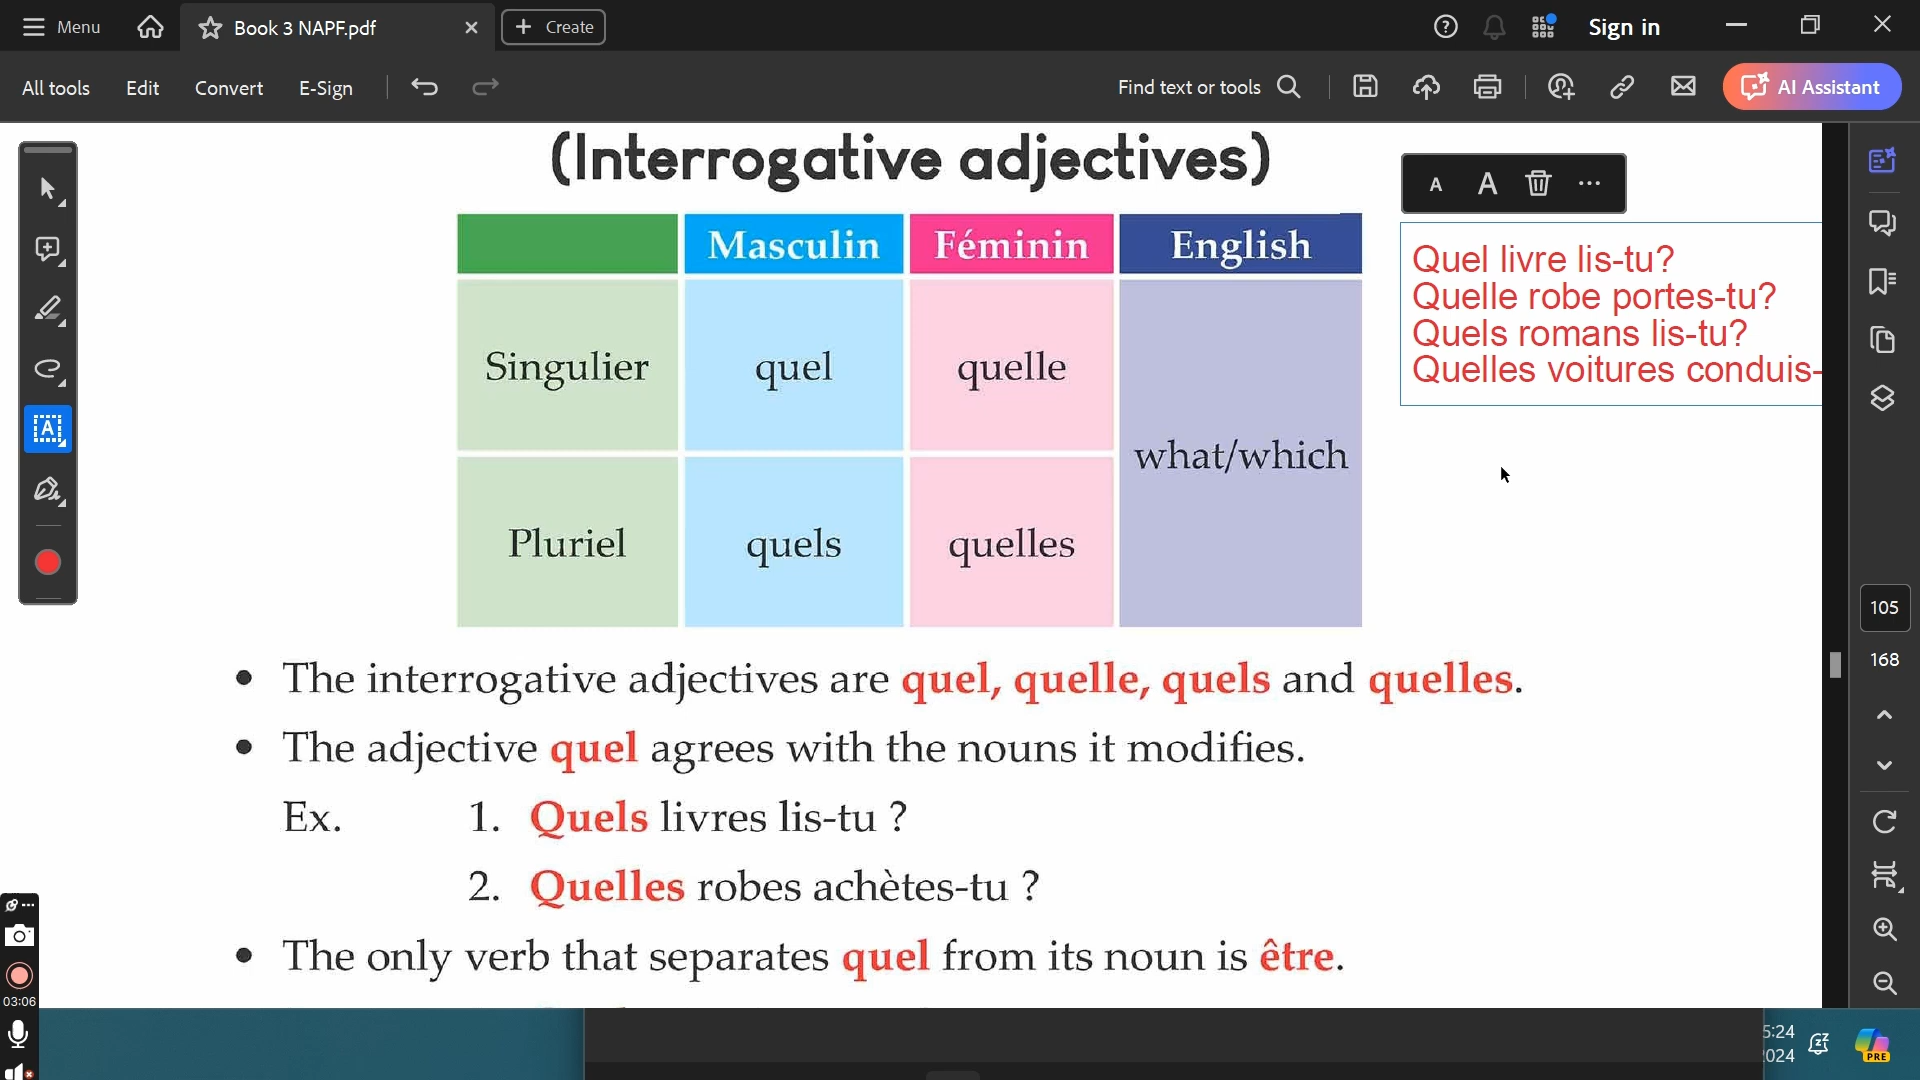 Menu
Book 3 NAPF.pdf
Create
Sign in
All tools
Edit
Convert
E-Sign
Find text or tools
AI Assistant
(Interrogative adjectives)
Masculin
Féminin
English
Singulier
quel
quelle
what/which
Pluriel
quels
quelles
Quel livre lis-tu?
Quelle robe portes-tu?
Quels romans lis-tu?
Quelles voitures conduis-
• The interrogative adjectives are quel, quelle, quels and quelles.
• The adjective quel agrees with the nouns it modifies.
Ex. 1. Quels livres lis-tu ?
2. Quelles robes achètes-tu ?
• The only verb that separates quel from its noun is être.
105
168
03:06
5:24
024
PRE